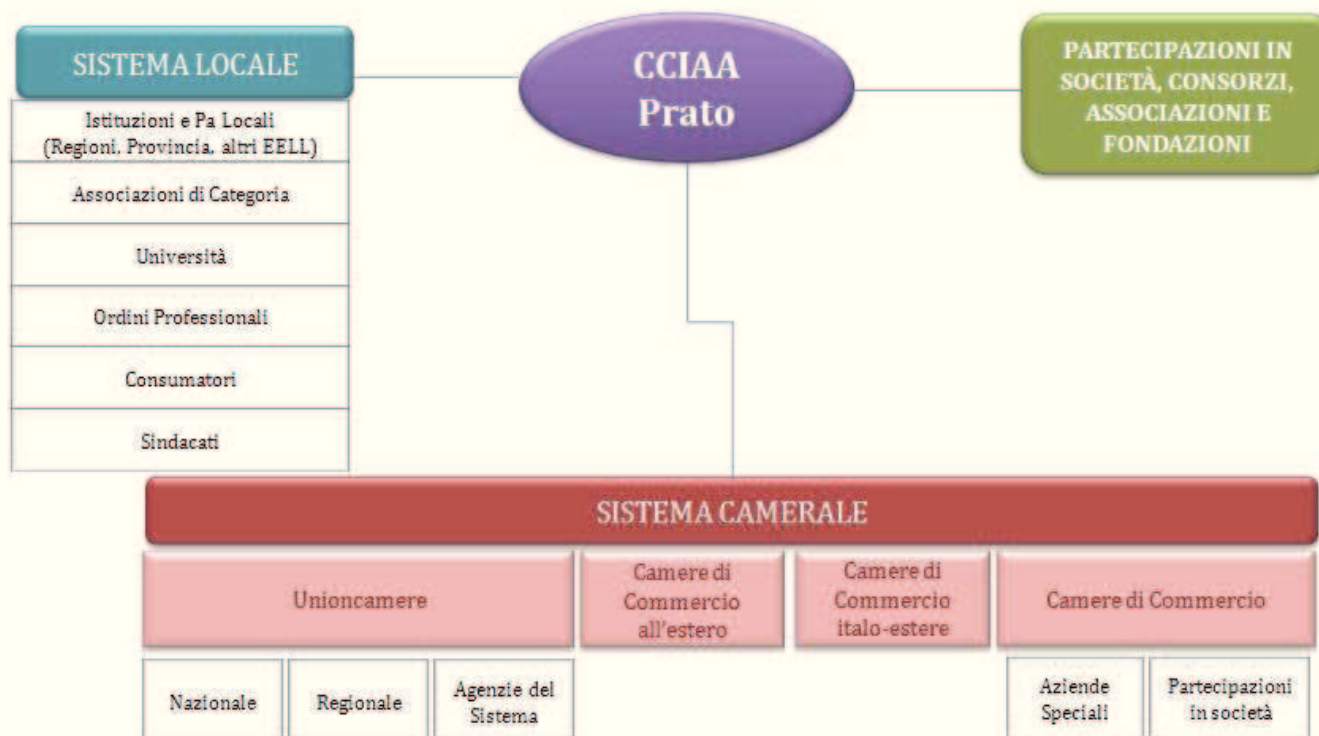 SISTEMA LOCALE
Istituzioni e Pa Locali
(Regioni, Provincia, altri EELL)
Associazioni di Categoria
Università
Ordini Professionali
Consumatori
Sindacati
CCIAA
Prato
PARTECIPAZIONI IN
SOCIETÀ, CONSORZI,
ASSOCIAZIONI E
FONDAZIONI
SISTEMA CAMERALE
Unioncamere
Camere di
Commercio
all'estero
Camere di
Commercio
italo-estere
Camere di Commercio
Nazionale
Regionale
Agenzie del
Sistema
Aziende
Speciali
Partecipazioni
in società